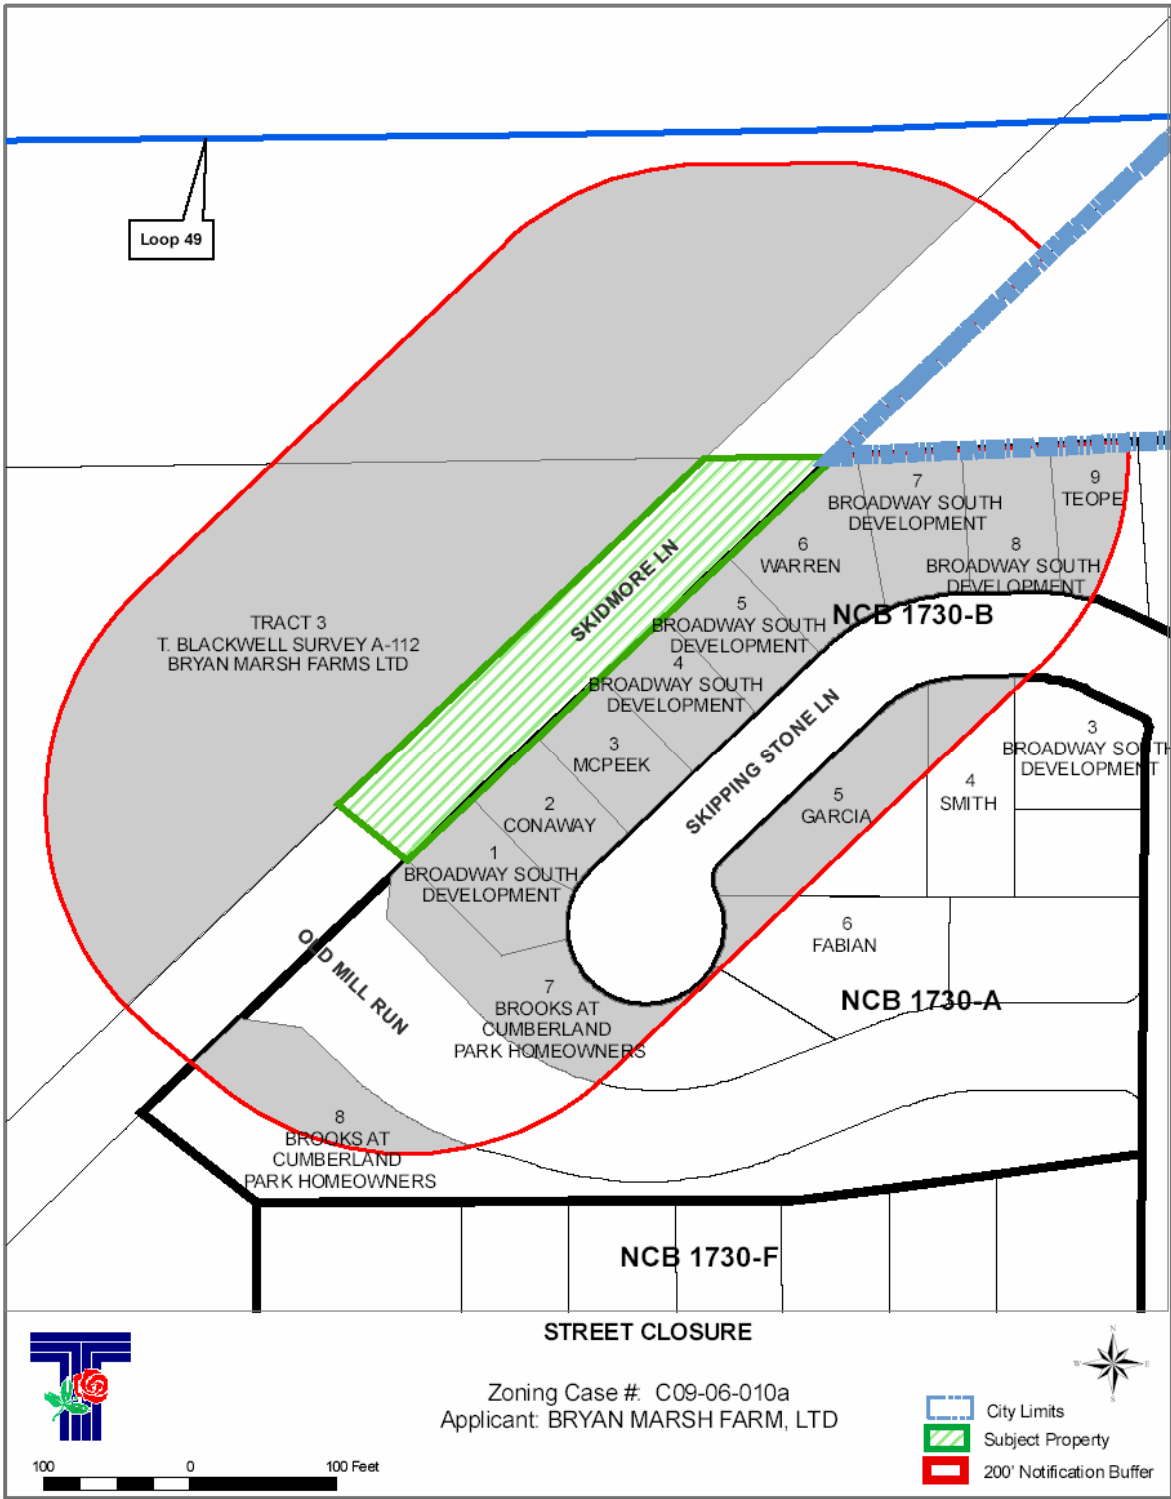 Loop 49
9
TEOPE
7
BROADWAY SOUTH
DEVELOPMENT
6
WARREN
8
BROADWAY SOUTH
DEVELOPMENT
SKIDMORE LN
5
BROADWAY SOUTH
DEVELOPMENT
NCB 1730-B
TRACT 3
T. BLACKWELL SURVEY A-112
BRYAN MARSH FARMS LTD
4
BROADWAY SOUTH
DEVELOPMENT
3
MCPEEK
SKIPPING STONE LN
3
BROADWAY SOUTH
DEVELOPMENT
4
SMITH
5
GARCIA
2
CONAWAY
1
BROADWAY SOUTH
DEVELOPMENT
6
FABIAN
OLD MILL RUN
7
BROOKS AT
CUMBERLAND
PARK HOMEOWNERS
NCB 1730-A
8
BROOKS AT
CUMBERLAND
PARK HOMEOWNERS
NCB 1730-F
STREET CLOSURE
Zoning Case #: C09-06-010a
Applicant: BRYAN MARSH FARM, LTD
N
W
E
S
City Limits
Subject Property
200' Notification Buffer
100 0 100 Feet